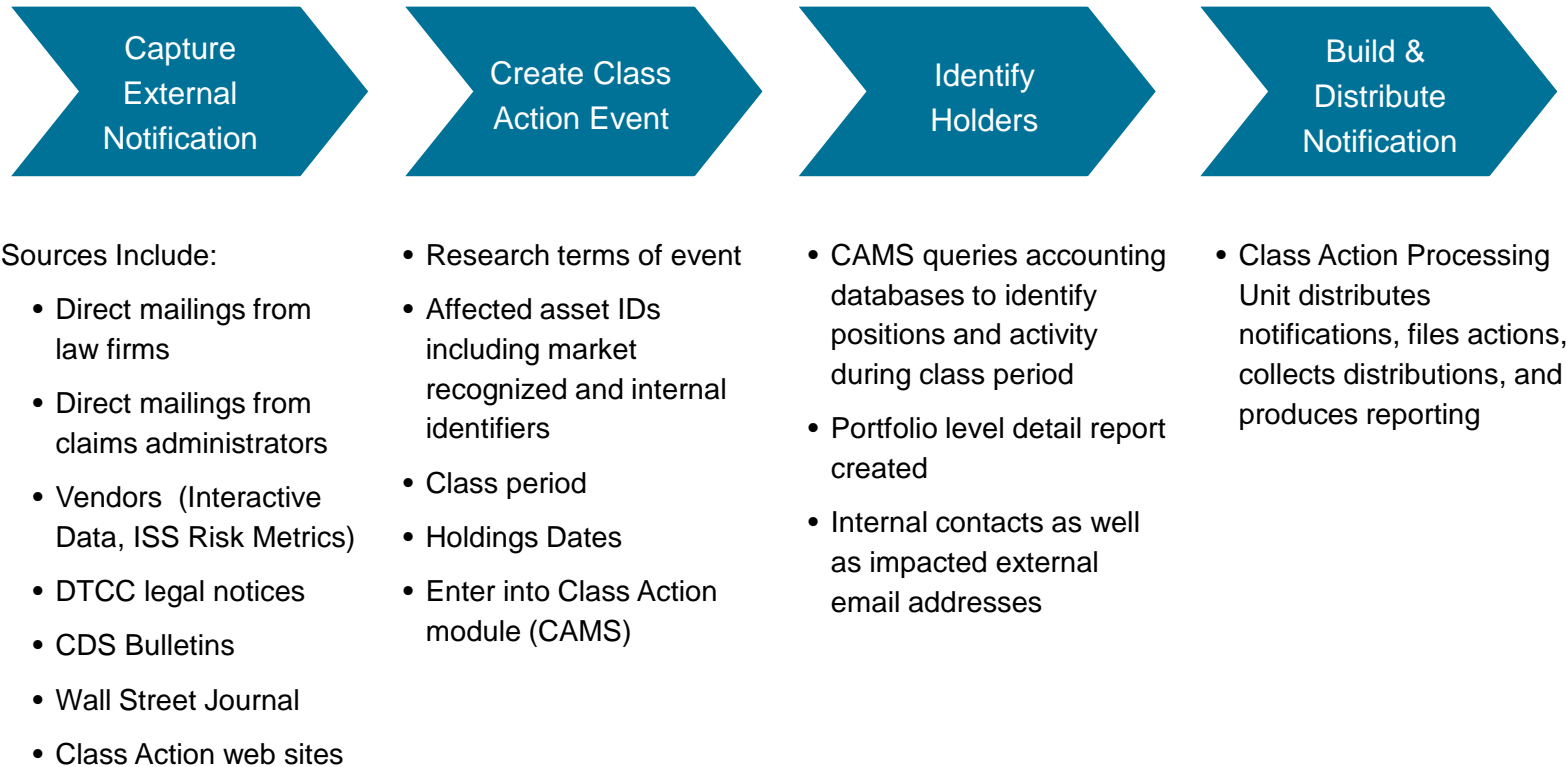 Capture
External
Notification
Create Class
Action Event
Identify
Holders
Build &
Distribute
Notification
Sources Include:
• Direct mailings from
law firms
• Direct mailings from
claims administrators
• Vendors  (Interactive
Data, ISS Risk Metrics)
• DTCC legal notices
• CDS Bulletins
• Wall Street Journal
• Class Action web sites
• Research terms of event
• Affected asset IDs
including market
recognized and internal
identifiers
• Class period
• Holdings Dates
• Enter into Class Action
module (CAMS)
• CAMS queries accounting
databases to identify
positions and activity
during class period
• Portfolio level detail report
created
• Internal contacts as well
as impacted external
email addresses
• Class Action Processing
Unit distributes
notifications, files actions,
collects distributions, and
produces reporting